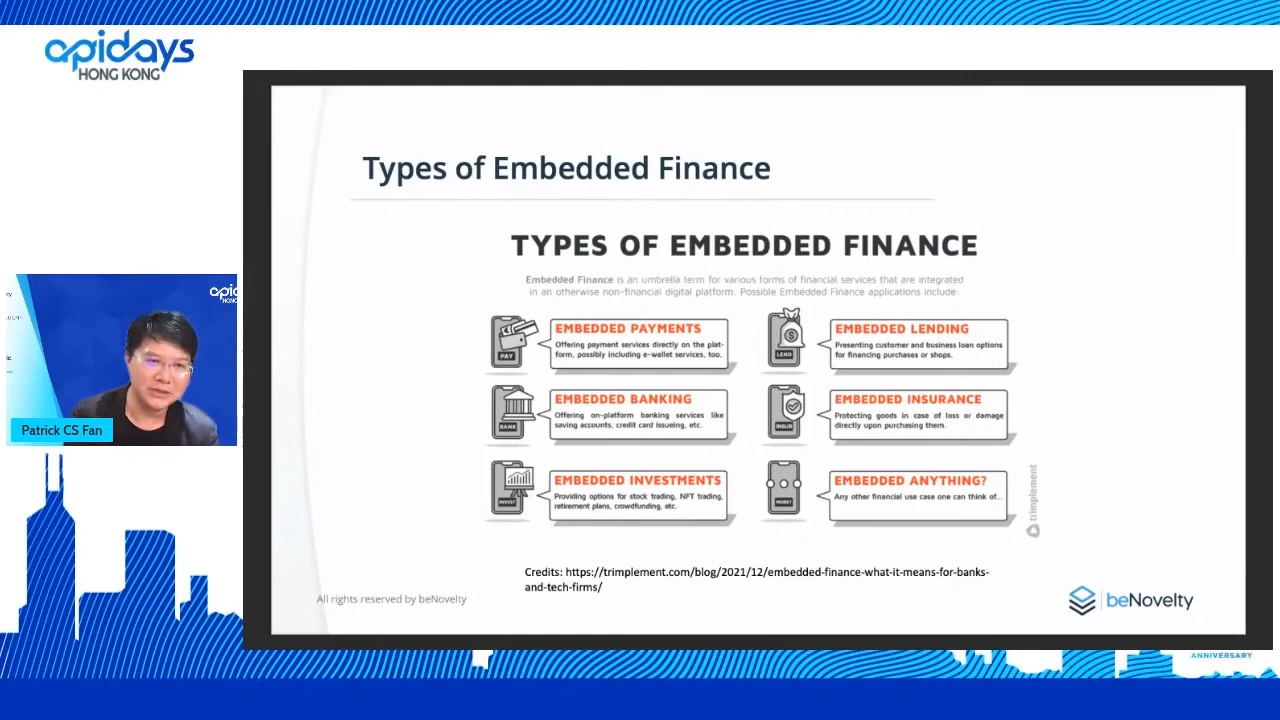 apidays
HONG KONG
Types of Embedded Finance
TYPES OF EMBEDDED FINANCE
Embedded Finance is an umbrella term for various forms of financial services that are integrated
in an otherwise non-financial digital platform. Possible Embedded Finance applications include:
PAY
EMBEDDED PAYMENTS
Offering payment services directly on the plat-
form, possibly including e-wallet services, too.
LEND
EMBEDDED LENDING
Presenting customer and business loan options
for financing purchases or shops.
BANK
EMBEDDED BANKING
Offering on-platform banking services like
saving accounts, credit card issueing, etc.
INSUR
EMBEDDED INSURANCE
Protecting goods in case of loss or damage
directly upon purchasing them.
INVEST
EMBEDDED INVESTMENTS
Providing options for stock trading, NFT trading,
retirement plans, crowdfunding, etc.
EMBEDDED ANYTHING?
Any other financial use case one can think of...
trimplement
Credits: https://trimplement.com/blog/2021/12/embedded-finance-what-it-means-for-banks-
and-tech-firms/
All rights reserved by beNovelty
beNovelty
Patrick CS Fan
ANNIVERSARY